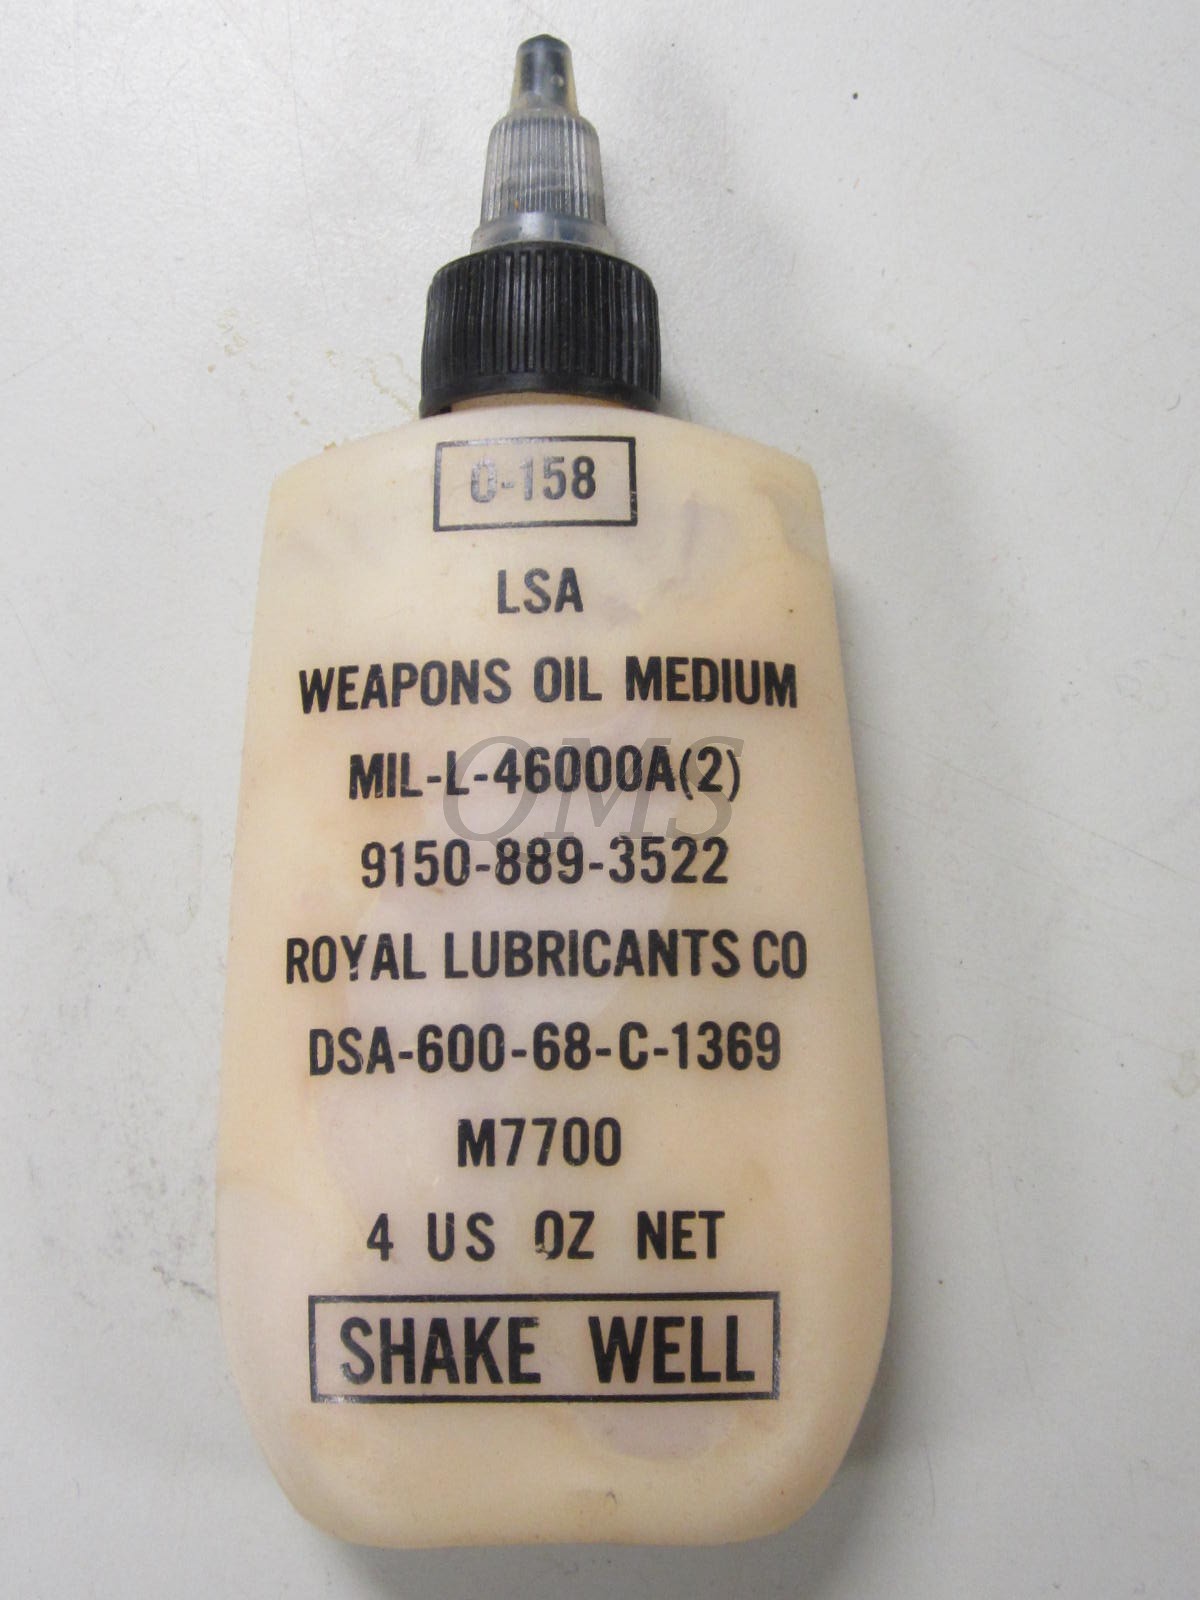 O-158
LSA
WEAPONS OIL MEDIUM
MIL-L-46000A(2)
OMS
9150-889-3522
ROYAL LUBRICANTS CO
DSA-600-68-C-1369
M7700
4 US OZ NET
SHAKE WELL